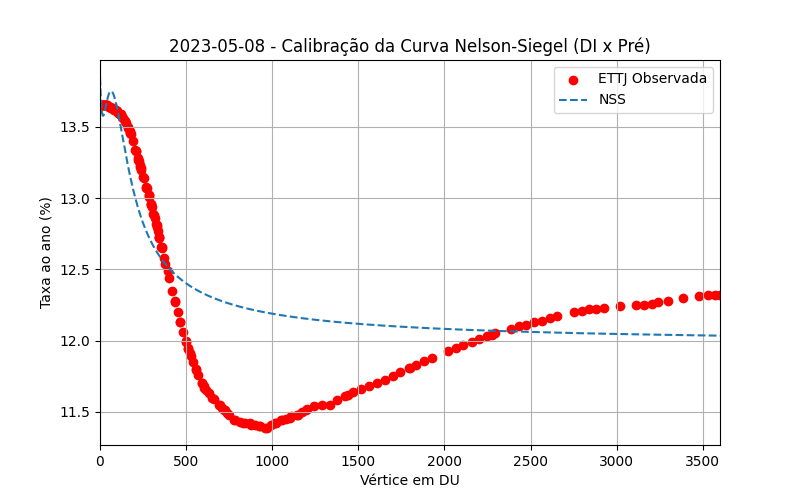 2023-05-08 - Calibração da Curva Nelson-Siegel (DI x Pré)
ETTJ Observada
NSS
Taxa ao ano (%)
13.5
13.0
12.5
12.0
11.5
0 500 1000 1500 2000 2500 3000 3500
Vértice em DU